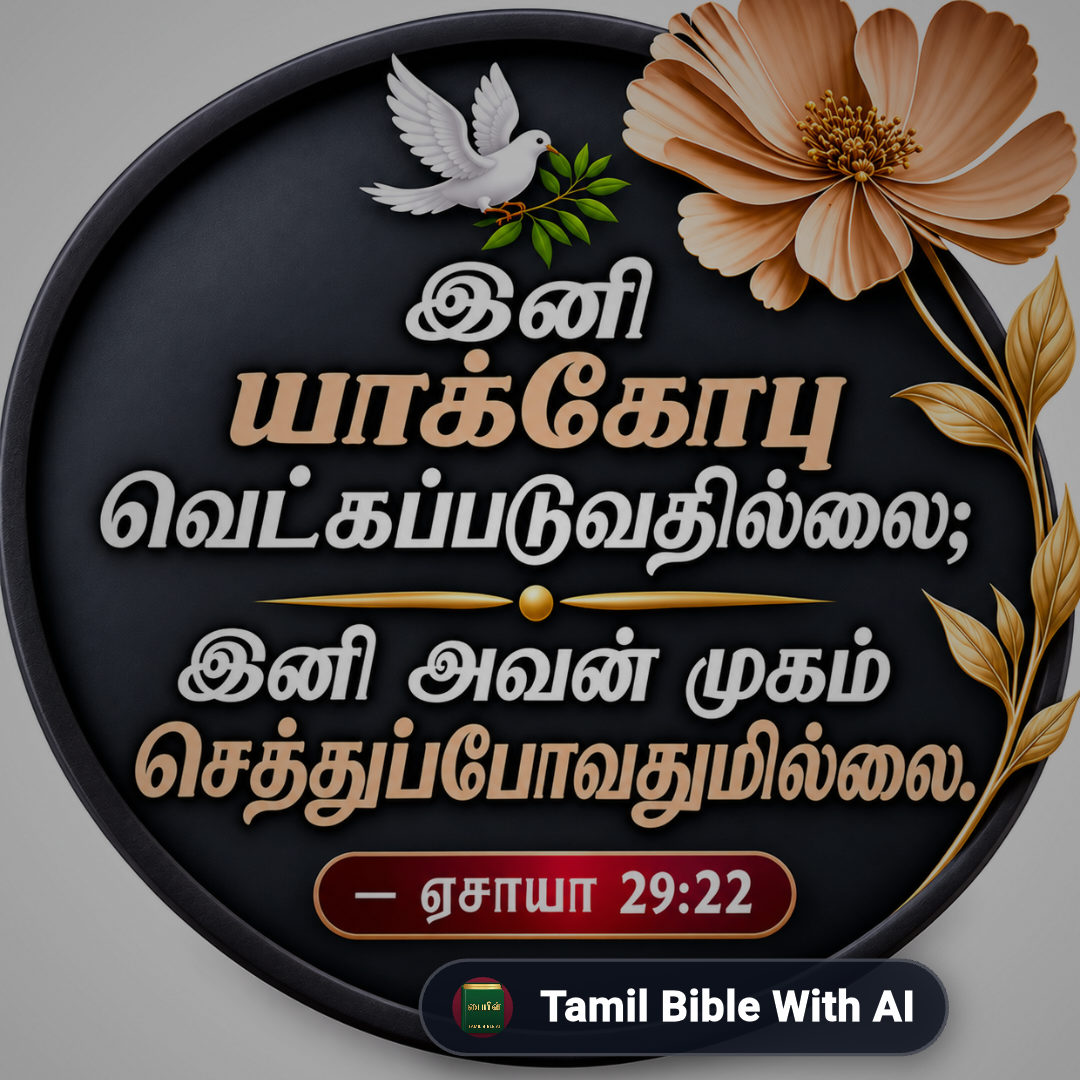 இனி
யாக்கோபு
வெட்கப்படுவதில்லை;
இனி அவன் முகம்
செத்துப்போவதுமில்லை.
– ஏசாயா 29:22
Tamil Bible With AI